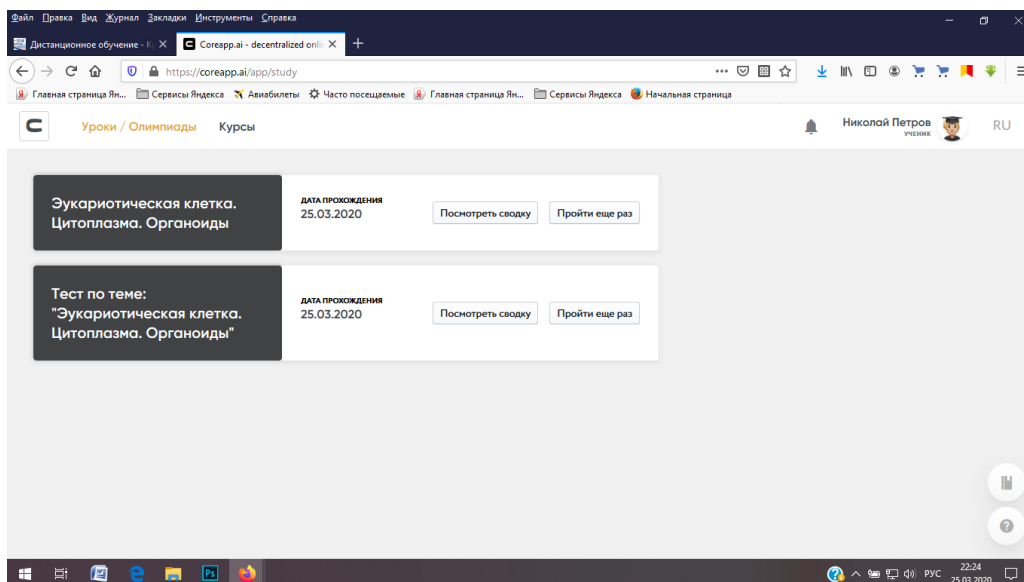 Файл Правка Вид Журнал Закладки Инструменты Справка
Дистанционное обучение - К
Coreapp.ai - decentralized onli
https://coreapp.ai/app/study
Главная страница Ян... Сервисы Яндекса Авиабилеты Часто посещаемые Главная страница Ян... Сервисы Яндекса Начальная страница
Уроки / Олимпиады Курсы
Николай Петров
УЧЕНИК
RU
Эукариотическая клетка.
Цитоплазма. Органоиды
ДАТА ПРОХОЖДЕНИЯ
25.03.2020
Посмотреть сводку
Пройти еще раз
Тест по теме:
"Эукариотическая клетка.
Цитоплазма. Органоиды"
ДАТА ПРОХОЖДЕНИЯ
25.03.2020
Посмотреть сводку
Пройти еще раз
Ps
РУС
22:24
25.03.2020